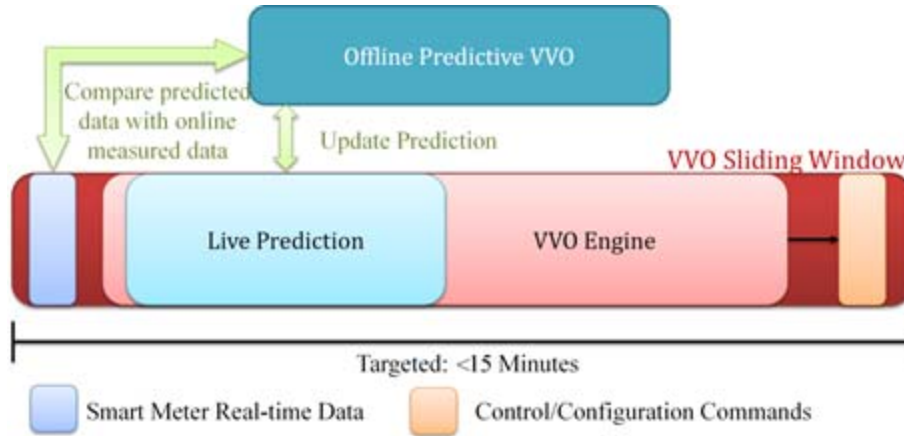 Offline Predictive VVO
Compare predicted
data with online
measured data
Update Prediction
VVO Sliding Window
Live Prediction
VVO Engine
Targeted: <15 Minutes
Smart Meter Real-time Data
Control/Configuration Commands